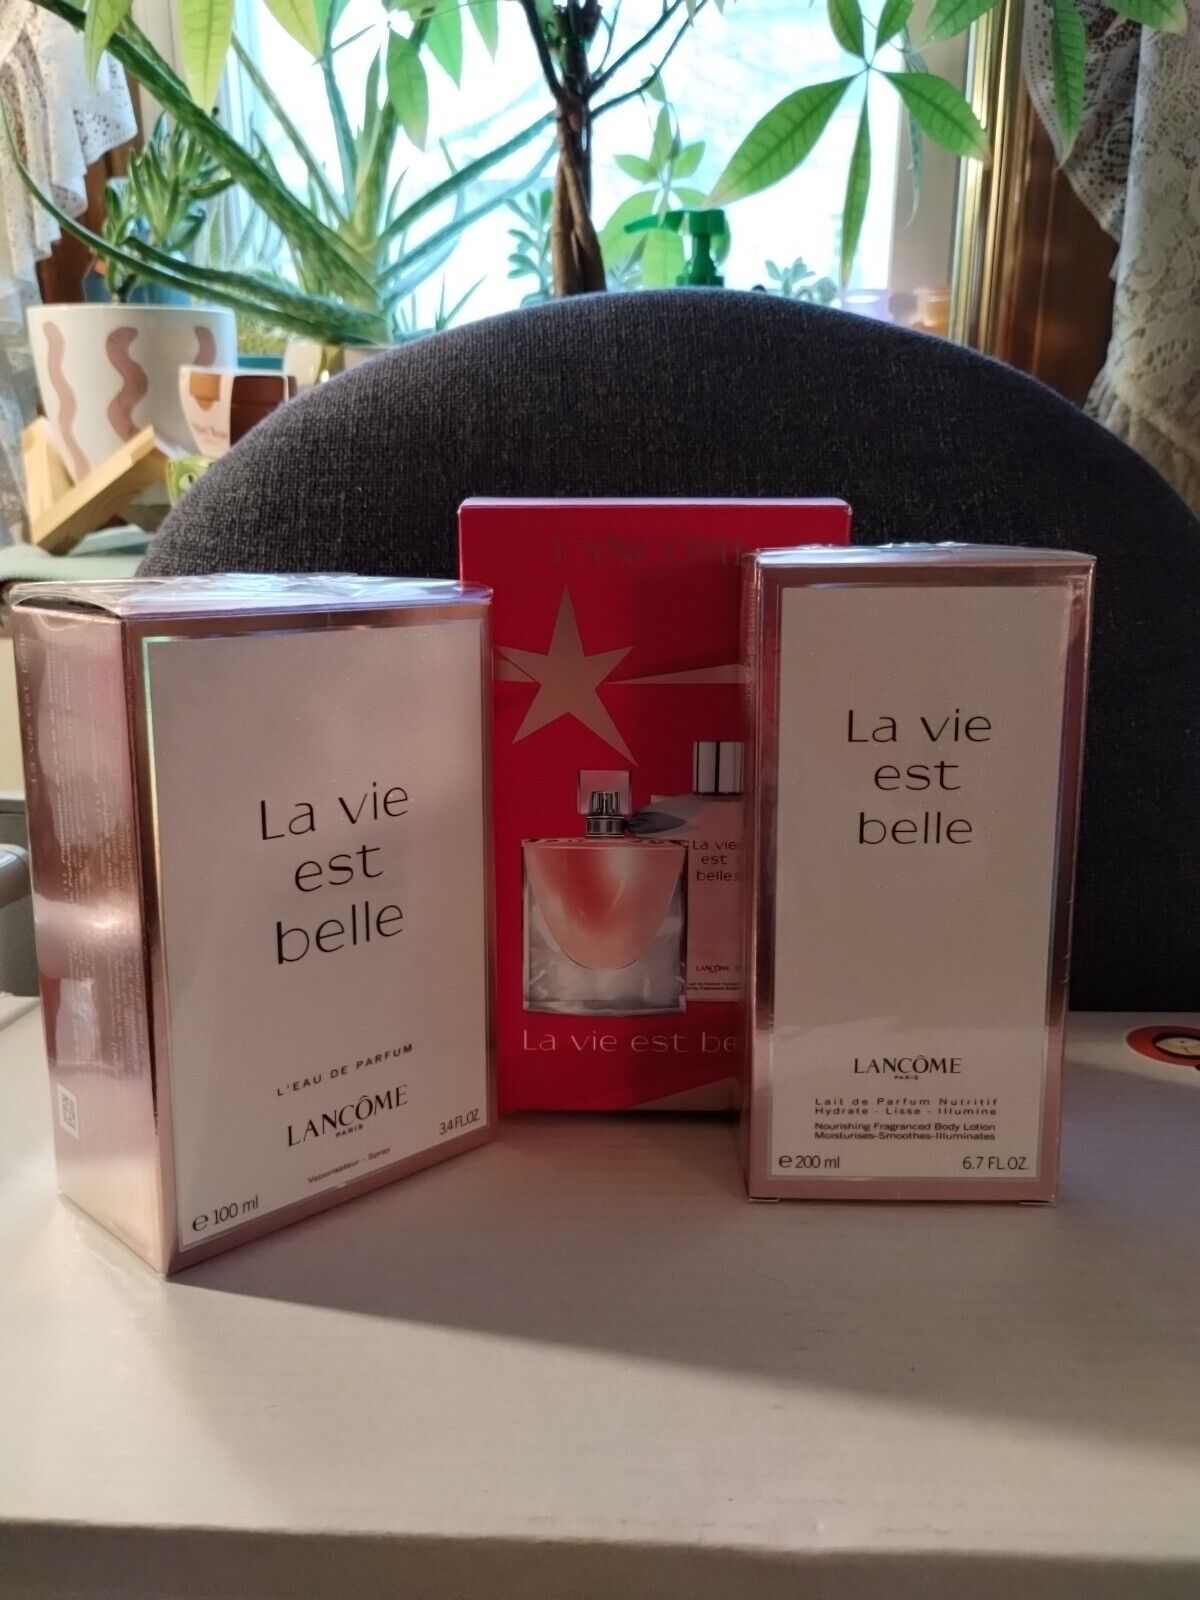 La vie
est
belle
L'EAU DE PARFUM
LANCÔME
PARIS
Vaporisateur - Spray
e 100 ml
3.4 FL.OZ.
LANCÔME
La vie
est
belle
LANCÔME
La vie est be
La vie
est
belle
LANCÔME
PARIS
Lait de Parfum Nutritif
Hydrate - Lisse - Illumine
Nourishing Fragranced Body Lotion
Moisturises-Smoothes-Illuminates
e 200 ml
6.7 FL.OZ.